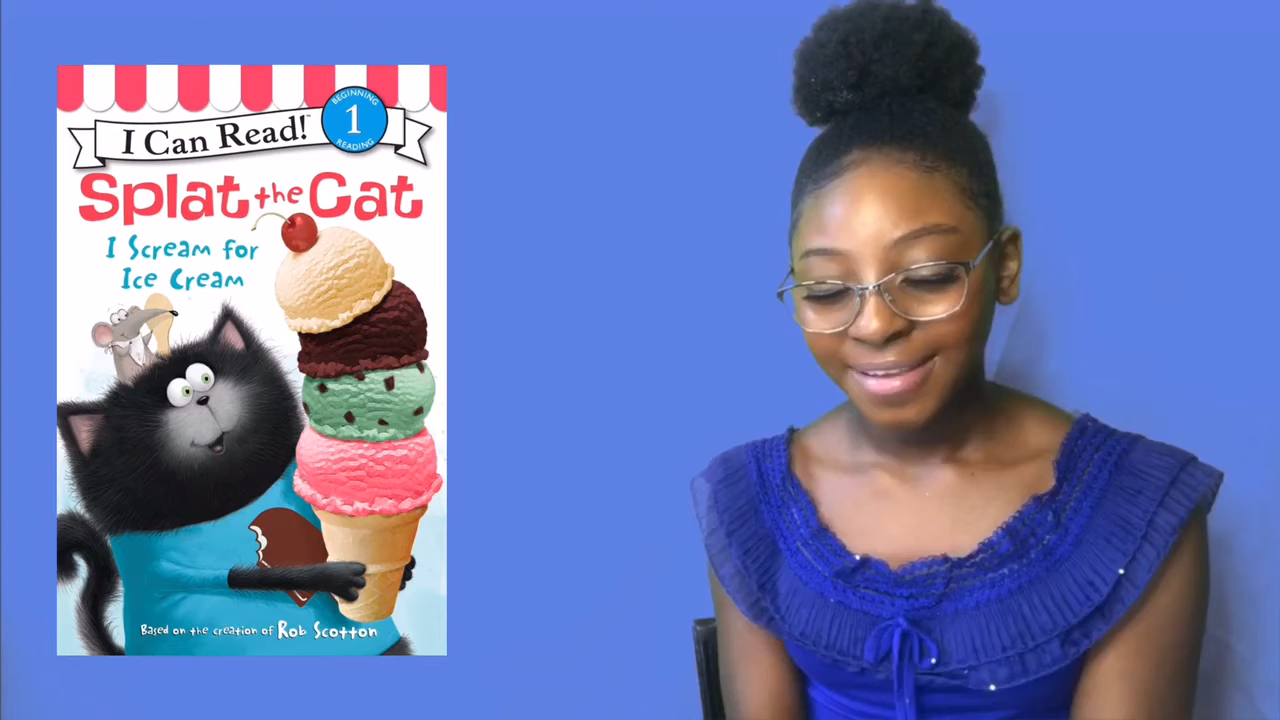 I Can Read!™
BEGINNING
1
READING
Splat the Cat
I Scream for
Ice Cream
Based on the creation of Rob Scotton